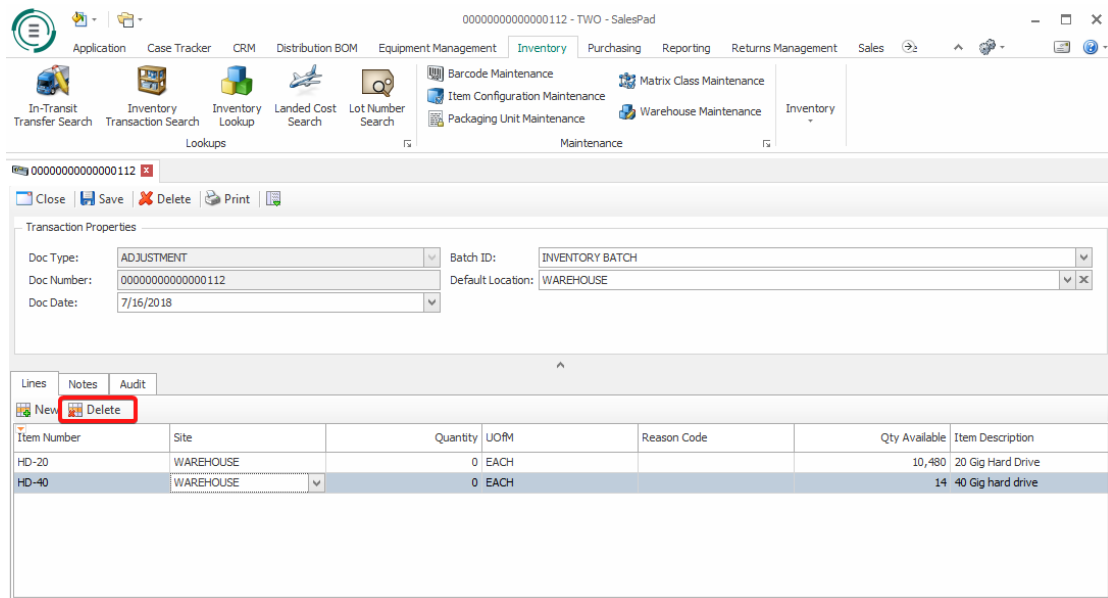 00000000000000112 - TWO - SalesPad
Application Case Tracker CRM Distribution BOM Equipment Management Inventory Purchasing Reporting Returns Management Sales
In-Transit Transfer Search
Inventory Transaction Search
Inventory Lookup
Landed Cost Search
Lot Number Search
Lookups
Barcode Maintenance
Item Configuration Maintenance
Packaging Unit Maintenance
Matrix Class Maintenance
Warehouse Maintenance
Maintenance
Inventory
00000000000000112
Close Save Delete Print
Transaction Properties
Doc Type: ADJUSTMENT Batch ID: INVENTORY BATCH
Doc Number: 00000000000000112 Default Location: WAREHOUSE
Doc Date: 7/16/2018
Lines Notes Audit
New Delete
Item Number Site Quantity UOfM Reason Code Qty Available Item Description
HD-20 WAREHOUSE 0 EACH 10,480 20 Gig Hard Drive
HD-40 WAREHOUSE 0 EACH 14 40 Gig hard drive